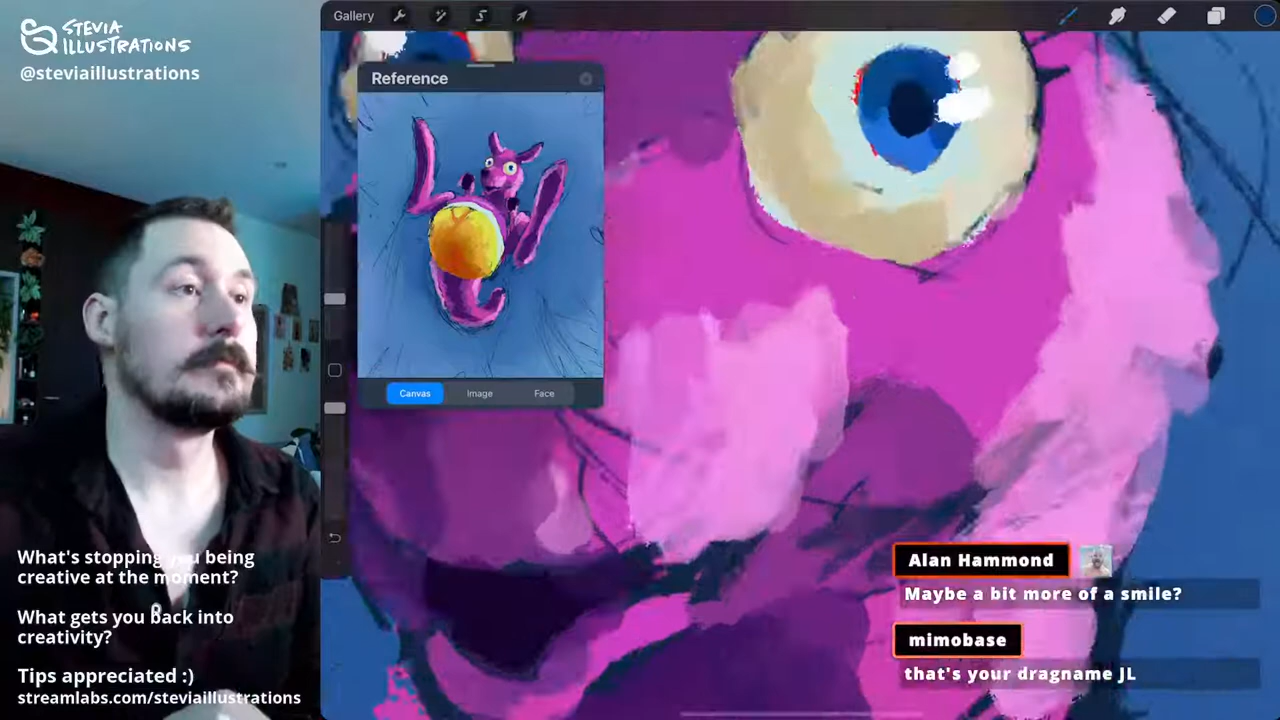 STEVIA
ILLUSTRATIONS
@steviaillustrations
Gallery
Reference
Canvas
Image
Face
What's stopping you being
creative at the moment?
What gets you back into
creativity?
Tips appreciated :)
streamlabs.com/steviaillustrations
Alan Hammond
Maybe a bit more of a smile?
mimobase
that's your dragname JL